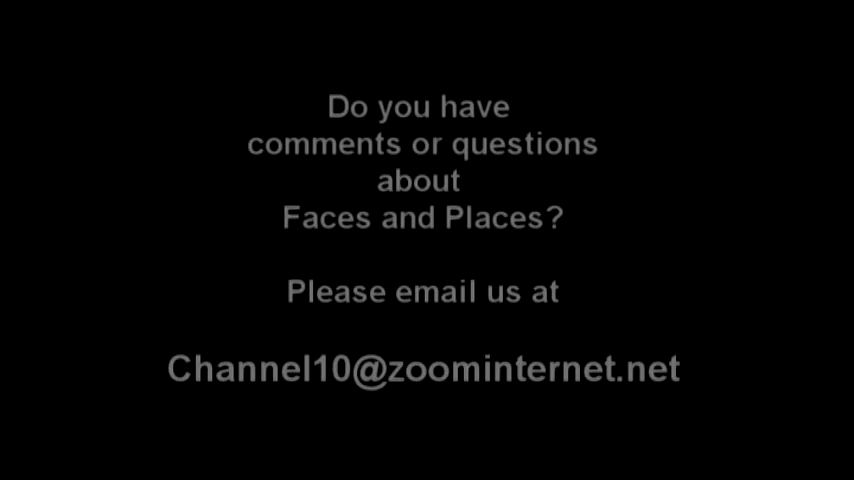 Do you have
comments or questions
about
Faces and Places?
Please email us at
Channel10@zoominternet.net